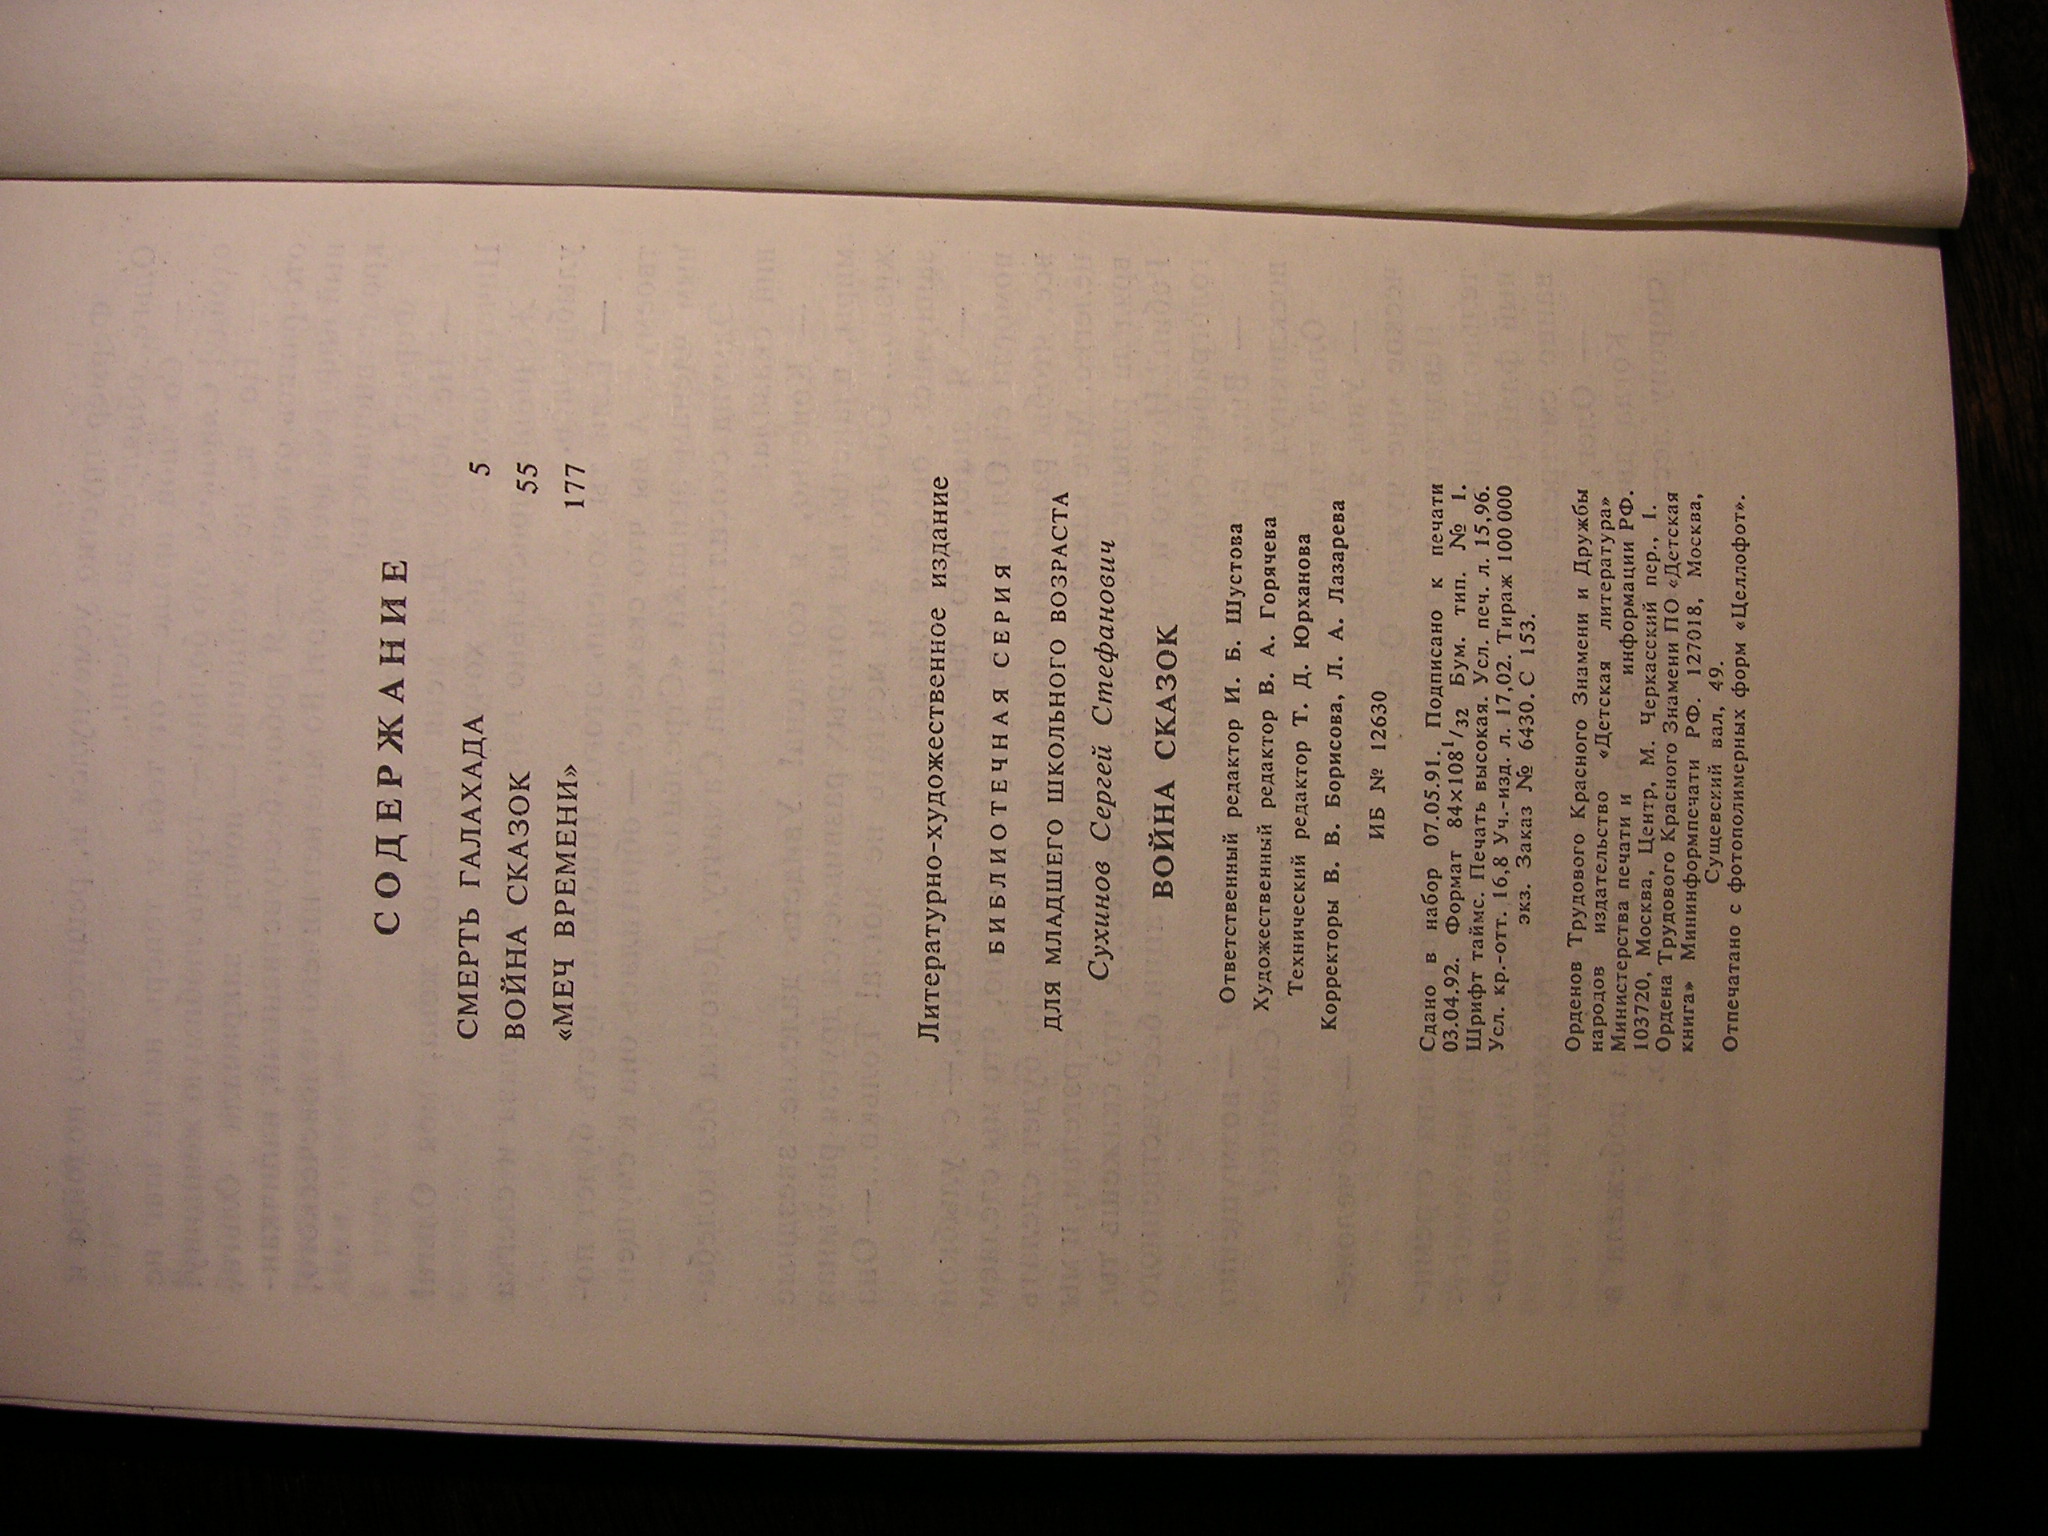 СОДЕРЖАНИЕ
СМЕРТЬ ГАЛАХАДА 5
ВОЙНА СКАЗОК 55
«МЕЧ ВРЕМЕНИ» 177
Литературно-художественное издание
БИБЛИОТЕЧНАЯ СЕРИЯ
ДЛЯ МЛАДШЕГО ШКОЛЬНОГО ВОЗРАСТА
Сухинов Сергей Стефанович
ВОЙНА СКАЗОК
Ответственный редактор И. Б. Шустова
Художественный редактор В. А. Горячева
Технический редактор Т. Д. Юрханова
Корректоры В. В. Борисова, Л. А. Лазарева
ИБ № 12630
Сдано в набор 07.05.91. Подписано к печати
03.04.92. Формат 84×108¹/₃₂ Бум. тип. № 1.
Шрифт таймс. Печать высокая. Усл. печ. л. 15,96.
Усл. кр.-отт. 16,8 Уч.-изд. л. 17,02. Тираж 100 000
экз. Заказ № 6430. С 153.
Орденов Трудового Красного Знамени и Дружбы
народов издательство «Детская литература»
Министерства печати и информации РФ.
103720, Москва, Центр, М. Черкасский пер., 1.
Ордена Трудового Красного Знамени ПО «Детская
книга» Мининформпечати РФ. 127018, Москва,
Сущевский вал, 49.
Отпечатано с фотополимерных форм «Целлофот».